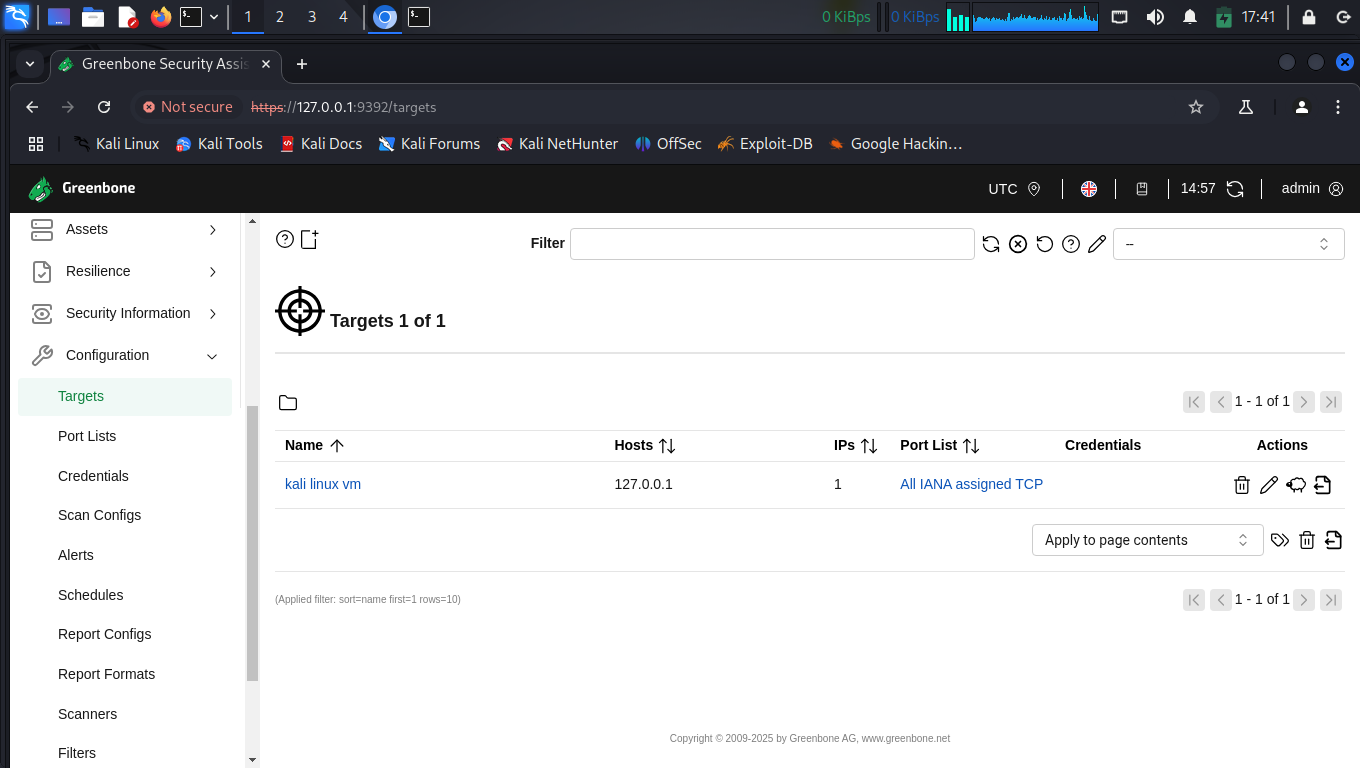 1 2 3 4 0 KiBps 0 KiBps 17:41
Greenbone Security Assis
Not secure https://127.0.0.1:9392/targets
Kali Linux Kali Tools Kali Docs Kali Forums Kali NetHunter OffSec Exploit-DB Google Hackin…
Greenbone UTC 14:57 admin
Assets
Resilience
Security Information
Configuration
Targets
Port Lists
Credentials
Scan Configs
Alerts
Schedules
Report Configs
Report Formats
Scanners
Filters
Filter --
Targets 1 of 1
1 - 1 of 1
Name Hosts IPs Port List Credentials Actions
kali linux vm 127.0.0.1 1 All IANA assigned TCP
Apply to page contents
(Applied filter: sort=name first=1 rows=10) 1 - 1 of 1
Copyright © 2009-2025 by Greenbone AG, www.greenbone.net